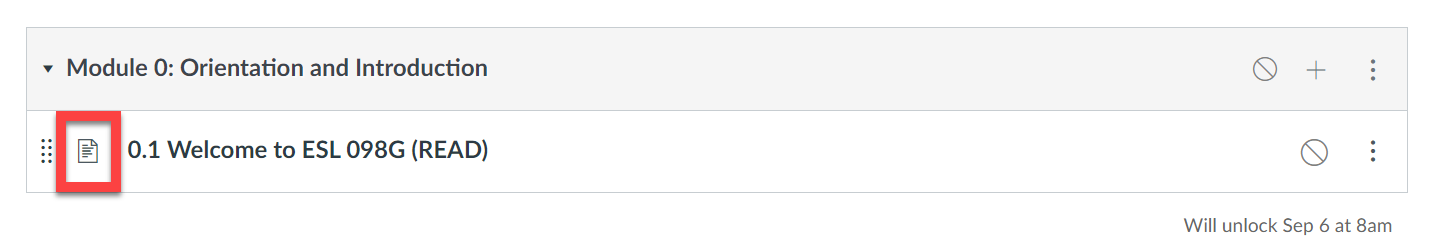 Module 0: Orientation and Introduction
0.1 Welcome to ESL 098G (READ)
Will unlock Sep 6 at 8am